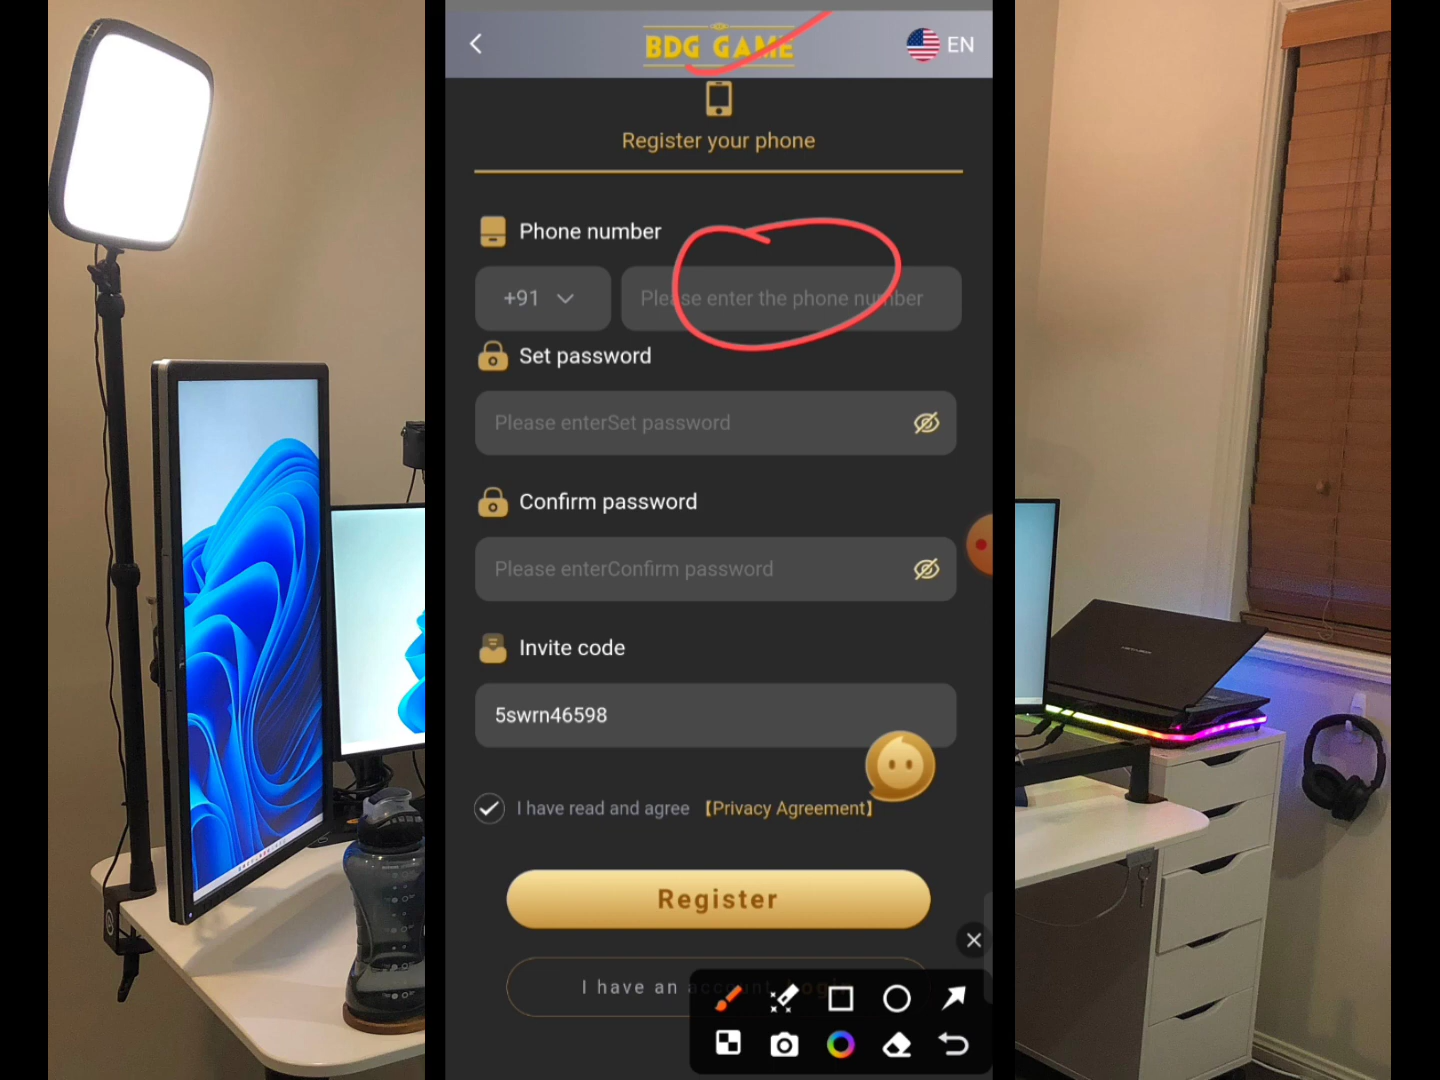 BDG GAME
EN
Register your phone
Phone number
+91
Please enter the phone number
Set password
Please enterSet password
Confirm password
Please enterConfirm password
Invite code
5swrn46598
I have read and agree 【Privacy Agreement】
Register
I have an account